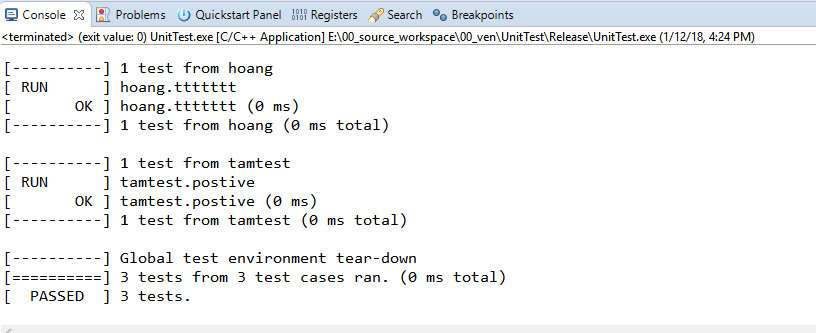 Console Problems Quickstart Panel 1010 0101 Registers Search Breakpoints
<terminated> (exit value: 0) UnitTest.exe [C/C++ Application] E:\00_source_workspace\00_ven\UnitTest\Release\UnitTest.exe (1/12/18, 4:24 PM)
[----------] 1 test from hoang
[ RUN      ] hoang.ttttttt
[       OK ] hoang.ttttttt (0 ms)
[----------] 1 test from hoang (0 ms total)
[----------] 1 test from tamtest
[ RUN      ] tamtest.postive
[       OK ] tamtest.postive (0 ms)
[----------] 1 test from tamtest (0 ms total)
[----------] Global test environment tear-down
[==========] 3 tests from 3 test cases ran. (0 ms total)
[  PASSED  ] 3 tests.